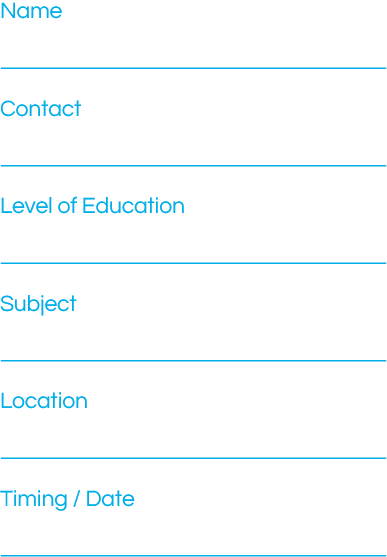 Name
Contact
Level of Education
Subject
Location
Timing / Date